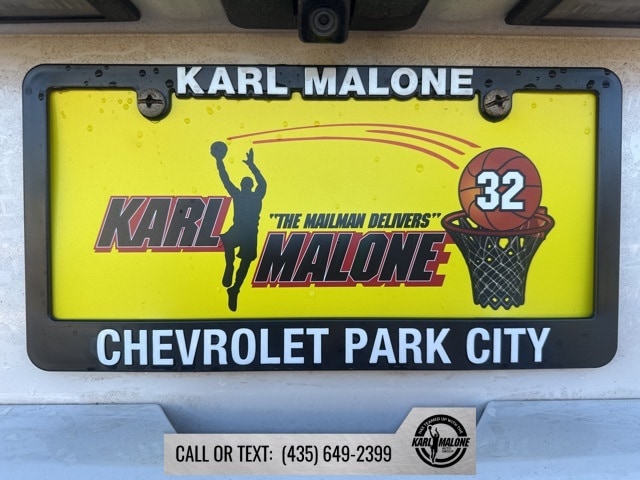 KARL MALONE
32
"THE MAILMAN DELIVERS"
KARL
MALONE
CHEVROLET PARK CITY
CALL OR TEXT: (435) 649-2399
KARL MALONE